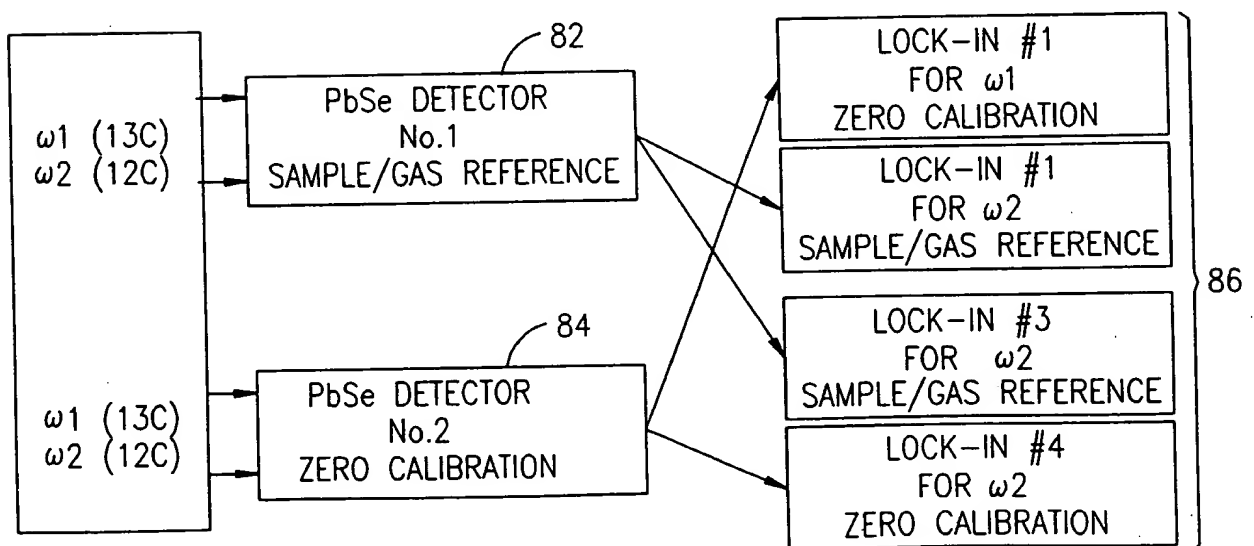 ω1 (13C)
ω2 (12C)
ω1 (13C)
ω2 (12C)
82
PbSe DETECTOR
No.1
SAMPLE/GAS REFERENCE
84
PbSe DETECTOR
No.2
ZERO CALIBRATION
LOCK-IN #1
FOR ω1
ZERO CALIBRATION
LOCK-IN #1
FOR ω2
SAMPLE/GAS REFERENCE
LOCK-IN #3
FOR ω2
SAMPLE/GAS REFERENCE
LOCK-IN #4
FOR ω2
ZERO CALIBRATION
86